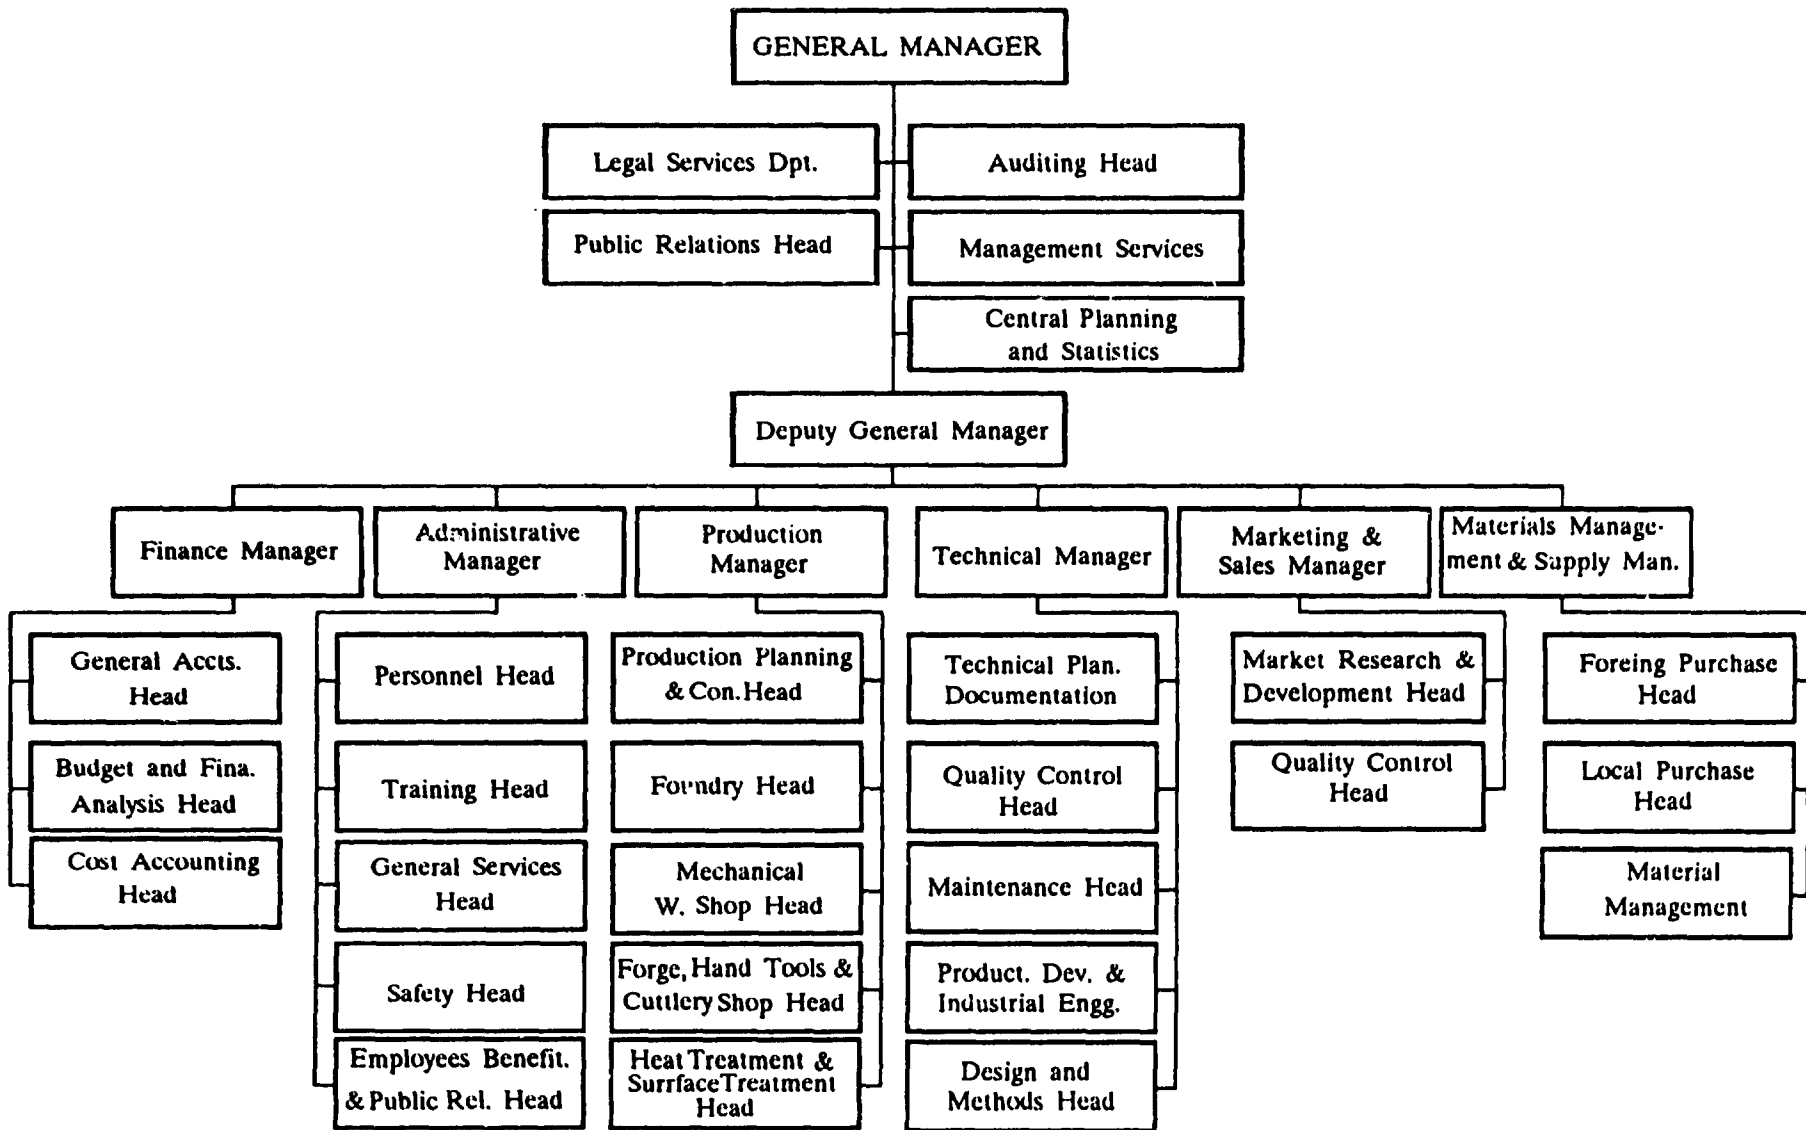 GENERAL MANAGER
Legal Services Dpt.
Auditing Head
Public Relations Head
Management Services
Central Planning
and Statistics
Deputy General Manager
Finance Manager
Administrative
Manager
Production
Manager
Technical Manager
Marketing &
Sales Manager
Materials Manage-
ment & Supply Man.
General Accts.
Head
Budget and Fina.
Analysis Head
Cost Accounting
Head
Personnel Head
Training Head
General Services
Head
Safety Head
Employees Benefit.
& Public Rel. Head
Production Planning
& Con. Head
Foundry Head
Mechanical
W. Shop Head
Forge, Hand Tools &
Cuttlery Shop Head
Heat Treatment &
Surrface Treatment
Head
Technical Plan.
Documentation
Quality Control
Head
Maintenance Head
Product. Dev. &
Industrial Engg.
Design and
Methods Head
Market Research &
Development Head
Quality Control
Head
Foreing Purchase
Head
Local Purchase
Head
Material
Management